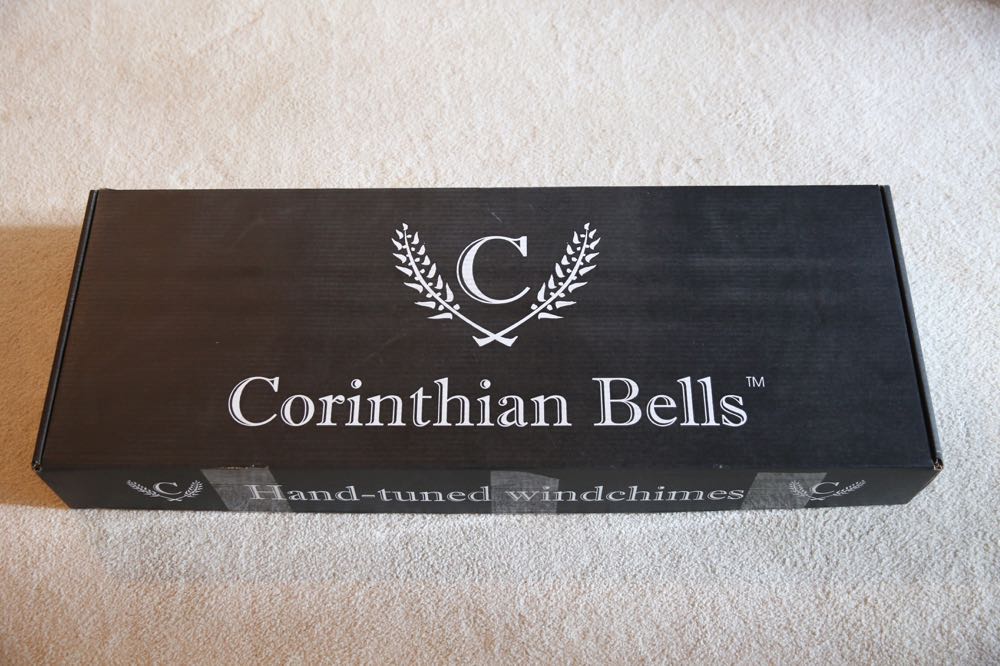 C
Corinthian Bells™
C Hand-tuned windchimes C